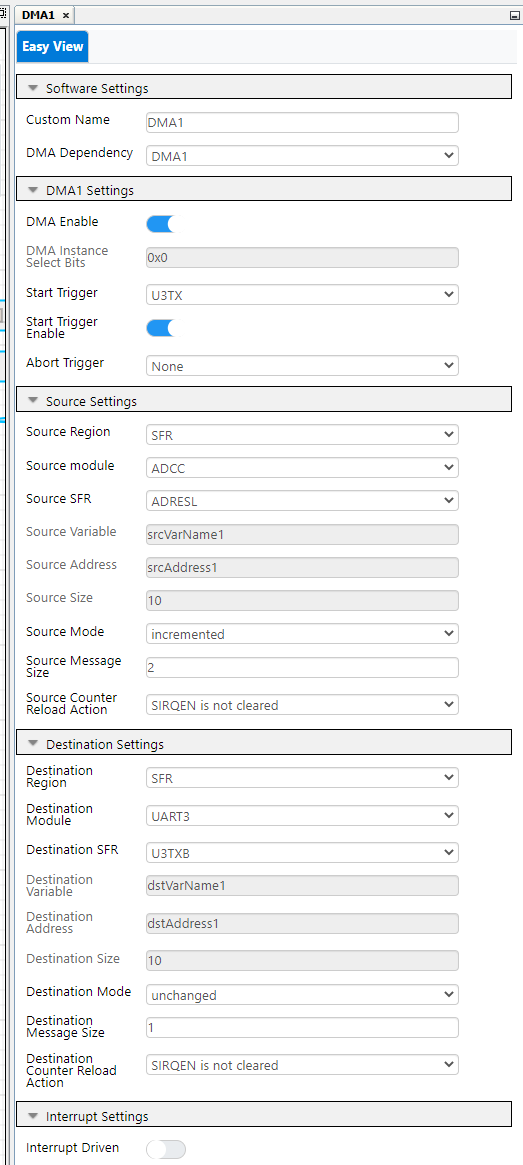 DMA1 ×
Easy View
Software Settings
Custom Name DMA1
DMA Dependency DMA1
DMA1 Settings
DMA Enable
DMA Instance
Select Bits 0x0
Start Trigger U3TX
Start Trigger
Enable
Abort Trigger None
Source Settings
Source Region SFR
Source module ADCC
Source SFR ADRESL
Source Variable srcVarName1
Source Address srcAddress1
Source Size 10
Source Mode incremented
Source Message
Size 2
Source Counter
Reload Action SIRQEN is not cleared
Destination Settings
Destination
Region SFR
Destination
Module UART3
Destination SFR U3TXB
Destination
Variable dstVarName1
Destination
Address dstAddress1
Destination Size 10
Destination Mode unchanged
Destination
Message Size 1
Destination
Counter Reload
Action SIRQEN is not cleared
Interrupt Settings
Interrupt Driven